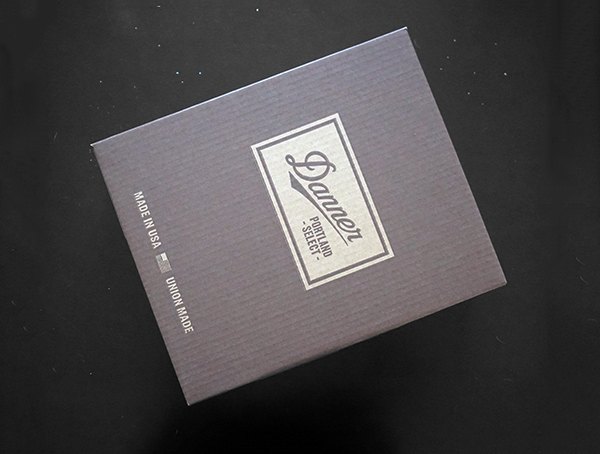 Danner
PORTLAND
- SELECT -
MADE IN USA UNION MADE